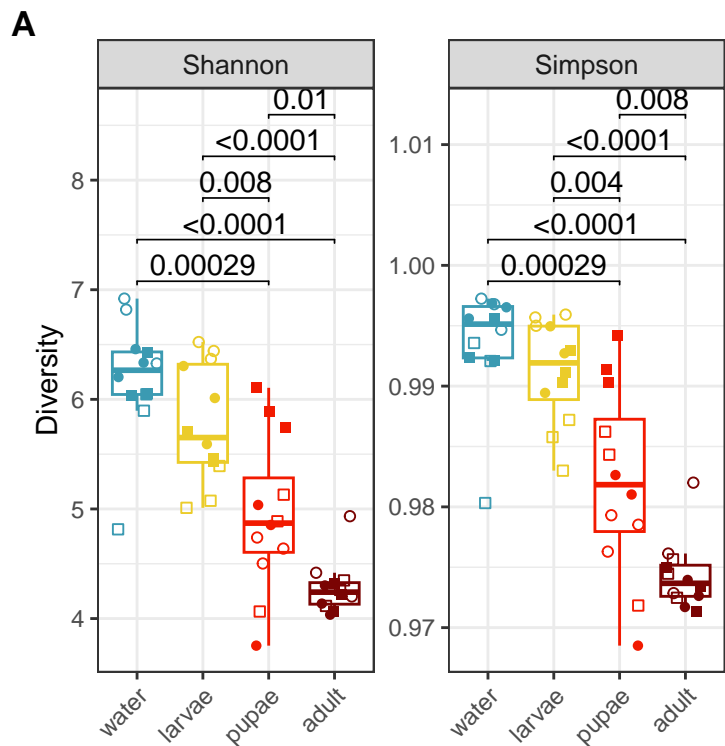 A
Shannon
Simpson
0.01
<0.0001
0.008
<0.0001
0.00029
0.008
<0.0001
0.004
<0.0001
0.00029
Diversity
8
7
6
5
4
1.01
1.00
0.99
0.98
0.97
water
larvae
pupae
adult
water
larvae
pupae
adult